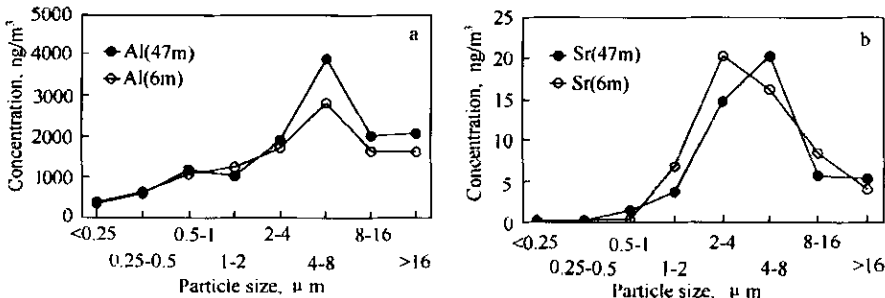 Concentration, ng/m³
5000
4000
3000
2000
1000
0
a
Al(47m)
Al(6m)
<0.25
0.5-1
2-4
8-16
0.25-0.5
1-2
4-8
>16
Particle size, μ m
Concentration, ng/m³
25
20
15
10
5
0
b
Sr(47m)
Sr(6m)
<0.25
0.5-1
2-4
8-16
0.25-0.5
1-2
4-8
>16
Particle size, μ m